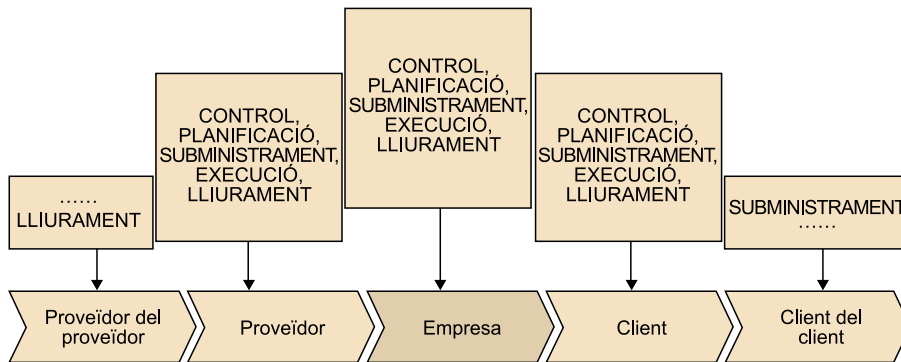 CONTROL,
PLANIFICACIÓ,
SUBMINISTRAMENT,
EXECUCIÓ,
LLIURAMENT
CONTROL,
PLANIFICACIÓ,
SUBMINISTRAMENT,
EXECUCIÓ,
LLIURAMENT
CONTROL,
PLANIFICACIÓ,
SUBMINISTRAMENT,
EXECUCIÓ,
LLIURAMENT
......
LLIURAMENT
SUBMINISTRAMENT
......
Proveïdor del
proveïdor
Proveïdor
Empresa
Client
Client del
client